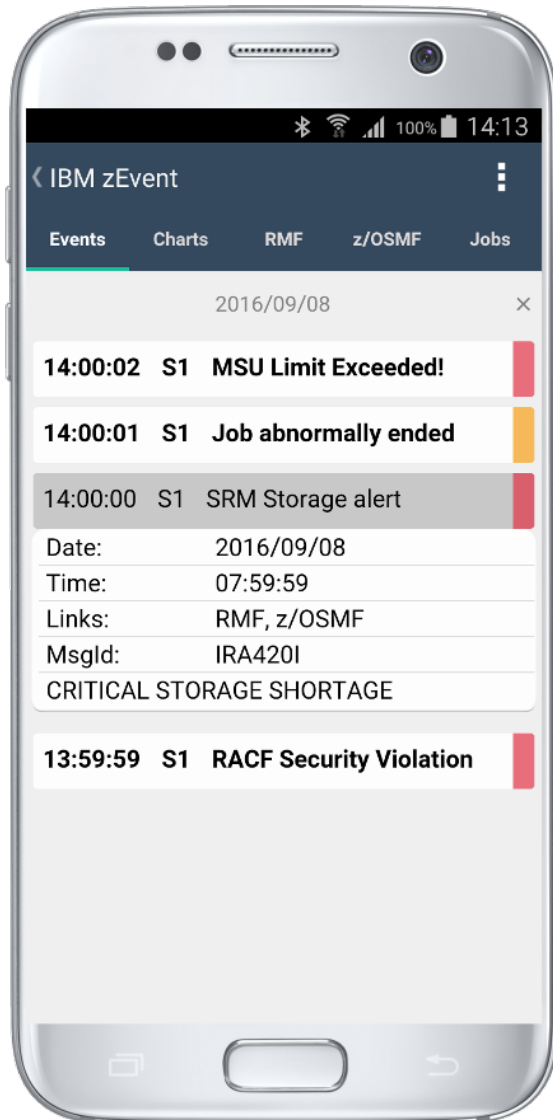 100% 14:13
IBM zEvent
Events Charts RMF z/OSMF Jobs
2016/09/08
14:00:02 S1 MSU Limit Exceeded!
14:00:01 S1 Job abnormally ended
14:00:00 S1 SRM Storage alert
Date: 2016/09/08
Time: 07:59:59
Links: RMF, z/OSMF
MsgId: IRA420I
CRITICAL STORAGE SHORTAGE
13:59:59 S1 RACF Security Violation